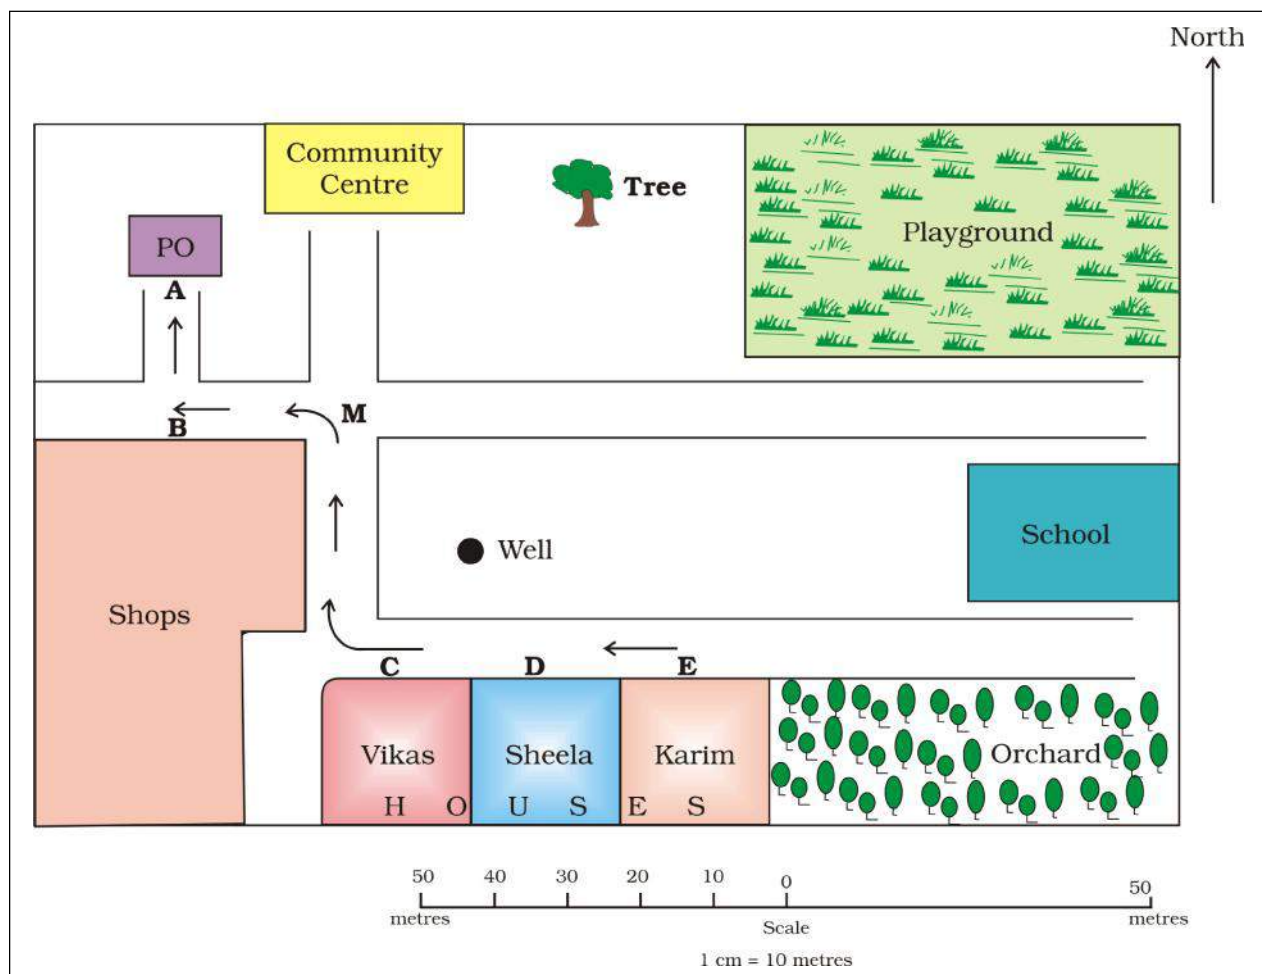 North
Community
Centre
Tree
PO
Playground
A
M
B
School
Well
Shops
C D E
Vikas Sheela Karim Orchard
H O U S E S
50 40 30 20 10 0 50
metres metres
Scale
1 cm = 10 metres